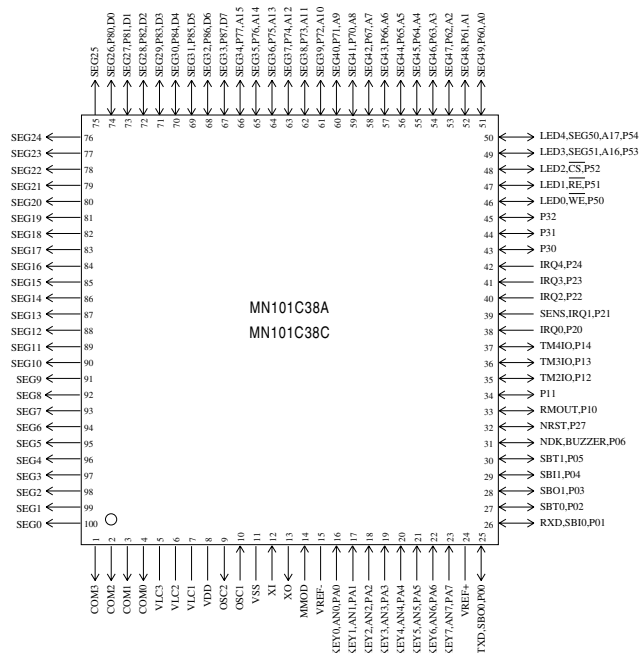 SEG25
SEG26,P80,D0
SEG27,P81,D1
SEG28,P82,D2
SEG29,P83,D3
SEG30,P84,D4
SEG31,P85,D5
SEG32,P86,D6
SEG33,P87,D7
SEG34,P77,A15
SEG35,P76,A14
SEG36,P75,A13
SEG37,P74,A12
SEG38,P73,A11
SEG39,P72,A10
SEG40,P71,A9
SEG41,P70,A8
SEG42,P67,A7
SEG43,P66,A6
SEG44,P65,A5
SEG45,P64,A4
SEG46,P63,A3
SEG47,P62,A2
SEG48,P61,A1
SEG49,P60,A0
75 74 73 72 71 70 69 68 67 66 65 64 63 62 61 60 59 58 57 56 55 54 53 52 51
SEG24 76
SEG23 77
SEG22 78
SEG21 79
SEG20 80
SEG19 81
SEG18 82
SEG17 83
SEG16 84
SEG15 85
SEG14 86
SEG13 87
SEG12 88
SEG11 89
SEG10 90
SEG9 91
SEG8 92
SEG7 93
SEG6 94
SEG5 95
SEG4 96
SEG3 97
SEG2 98
SEG1 99
SEG0 100
MN101C38A
MN101C38C
50 LED4,SEG50,A17,P54
49 LED3,SEG51,A16,P53
48 LED2,CS,P52
47 LED1,RE,P51
46 LED0,WE,P50
45 P32
44 P31
43 P30
42 IRQ4,P24
41 IRQ3,P23
40 IRQ2,P22
39 SENS,IRQ1,P21
38 IRQ0,P20
37 TM4IO,P14
36 TM3IO,P13
35 TM2IO,P12
34 P11
33 RMOUT,P10
32 NRST,P27
31 NDK,BUZZER,P06
30 SBT1,P05
29 SBI1,P04
28 SBO1,P03
27 SBT0,P02
26 RXD,SBI0,P01
1 2 3 4 5 6 7 8 9 10 11 12 13 14 15 16 17 18 19 20 21 22 23 24 25
COM3
COM2
COM1
COM0
VLC3
VLC2
VLC1
VDD
OSC2
OSC1
VSS
XI
XO
MMOD
VREF-
KEY0,AN0,PA0
KEY1,AN1,PA1
KEY2,AN2,PA2
KEY3,AN3,PA3
KEY4,AN4,PA4
KEY5,AN5,PA5
KEY6,AN6,PA6
KEY7,AN7,PA7
VREF+
TXD,SBO0,P00